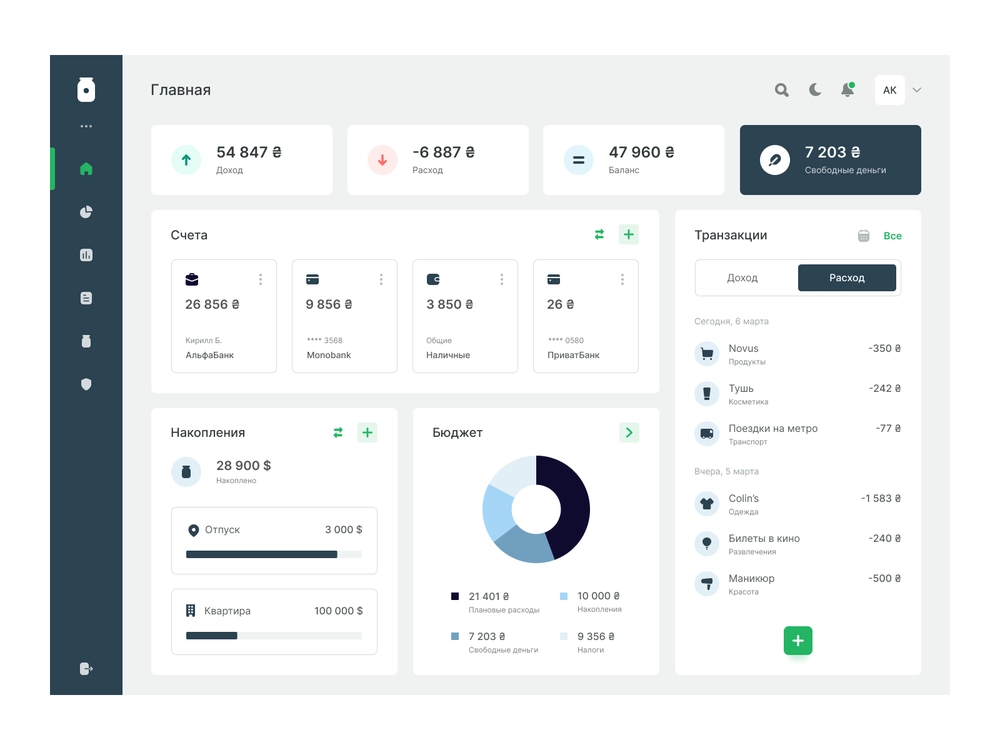 Главная
АК
54 847 ₴
Доход
-6 887 ₴
Расход
47 960 ₴
Баланс
7 203 ₴
Свободные деньги
Счета
26 856 ₴
Кирилл Б.
АльфаБанк
9 856 ₴
**** 3568
Monobank
3 850 ₴
Общие
Наличные
26 ₴
**** 0580
ПриватБанк
Накопления
28 900 $
Накоплено
Отпуск
3 000 $
Квартира
100 000 $
Бюджет
21 401 ₴
Плановые расходы
10 000 ₴
Накопления
7 203 ₴
Свободные деньги
9 356 ₴
Налоги
Транзакции
Все
Доход
Расход
Сегодня, 6 марта
Novus
-350 ₴
Продукты
Тушь
-242 ₴
Косметика
Поездки на метро
-77 ₴
Транспорт
Вчера, 5 марта
Colin's
-1 583 ₴
Одежда
Билеты в кино
-240 ₴
Развлечения
Маникюр
-500 ₴
Красота